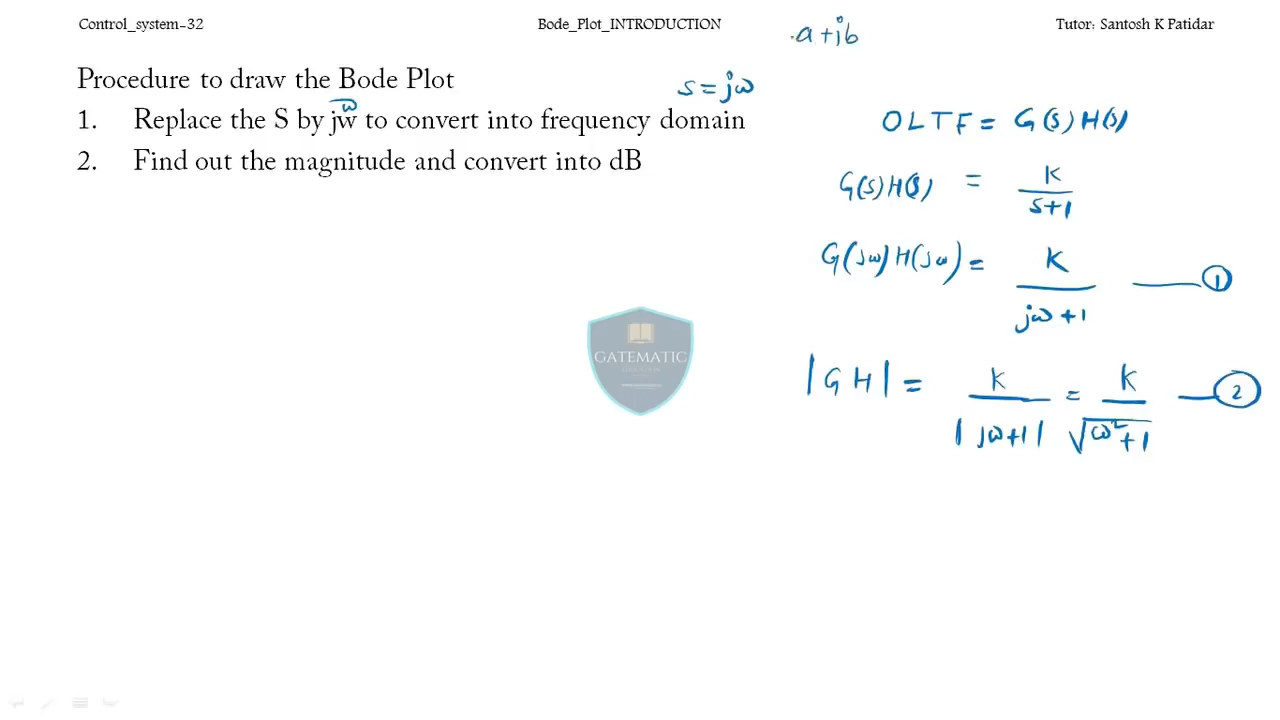 Control_system-32 Bode_Plot_INTRODUCTION Tutor: Santosh K Patidar
a+jb
Procedure to draw the Bode Plot
s = jω
ω
1. Replace the S by jw to convert into frequency domain
2. Find out the magnitude and convert into dB
OLTF = G(s)H(s)
G(s)H(s) = K / s+1
G(jω)H(jω) = K / jω+1 — 1
|GH| = K / |jω+1| = K / √ω²+1 — 2
GATEMATIC